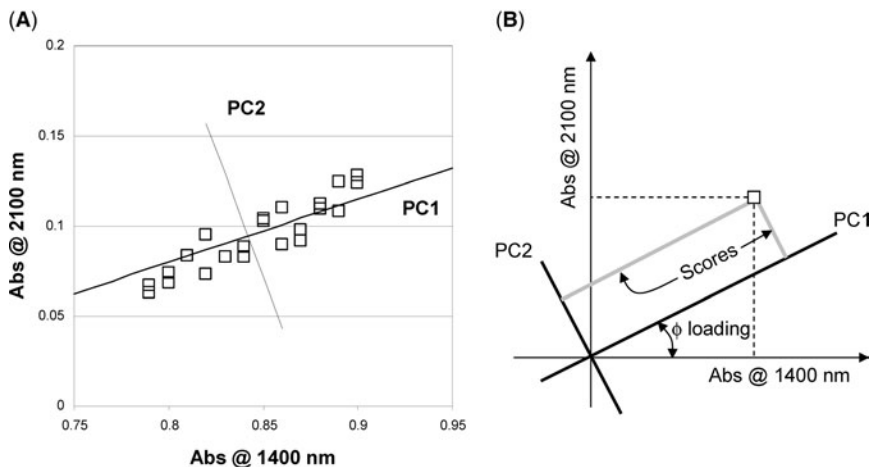 (A)
0.2
0.15
0.1
0.05
0
Abs @ 2100 nm
PC2
PC1
0.75
0.8
0.85
0.9
0.95
Abs @ 1400 nm
(B)
Abs @ 2100 nm
PC2
PC1
Scores
ϕ loading
Abs @ 1400 nm